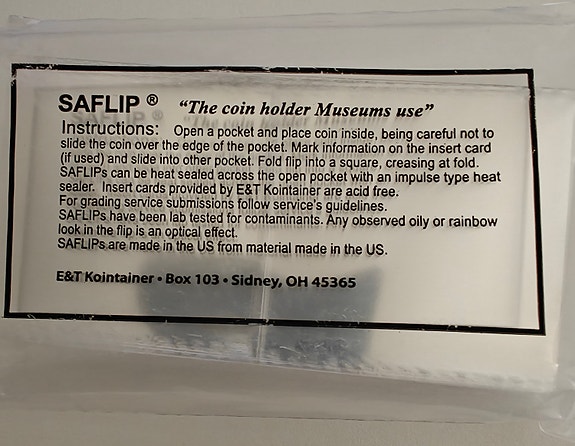 SAFLIP ® “The coin holder Museums use”
Instructions: Open a pocket and place coin inside, being careful not to
slide the coin over the edge of the pocket. Mark information on the insert card
(if used) and slide into other pocket. Fold flip into a square, creasing at fold.
SAFLIPs can be heat sealed across the open pocket with an impulse type heat
sealer. Insert cards provided by E&T Kointainer are acid free.
For grading service submissions follow service's guidelines.
SAFLIPs have been lab tested for contaminants. Any observed oily or rainbow
look in the flip is an optical effect.
SAFLIPs are made in the US from material made in the US.
E&T Kointainer • Box 103 • Sidney, OH 45365